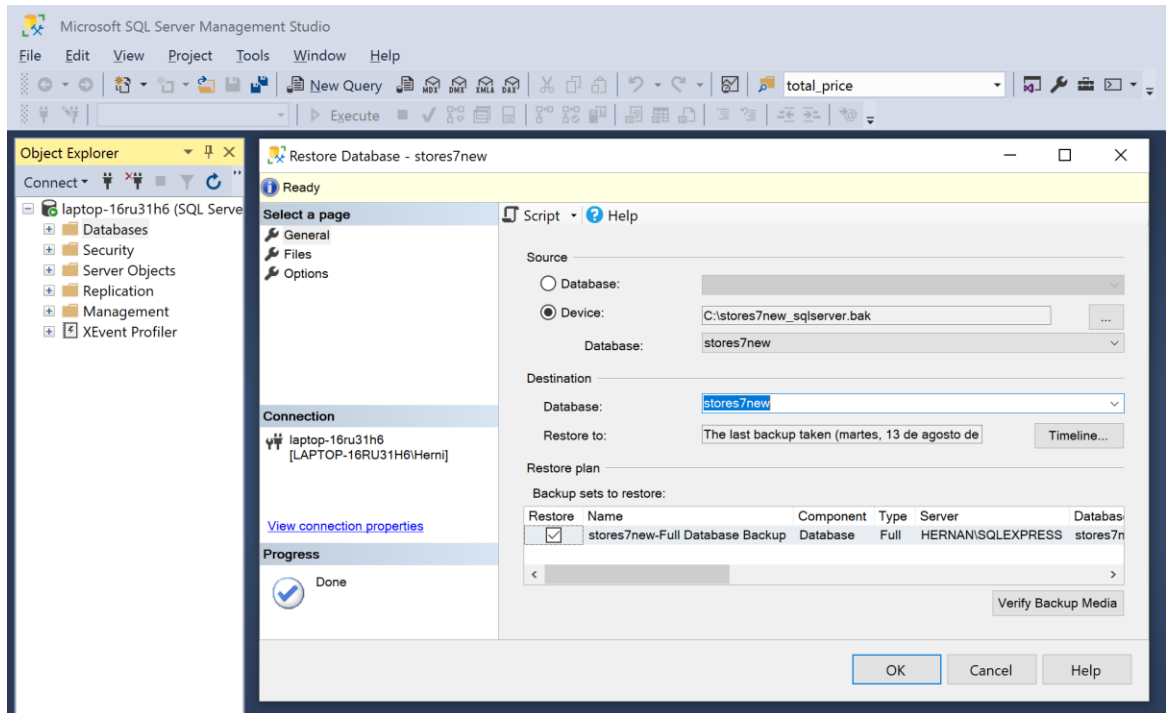 Microsoft SQL Server Management Studio
File Edit View Project Tools Window Help
New Query MDX DMX XMLA DAX total_price
Execute
Object Explorer
Connect
laptop-16ru31h6 (SQL Serve
Databases
Security
Server Objects
Replication
Management
XEvent Profiler
Restore Database - stores7new
Ready
Select a page
General
Files
Options
Connection
laptop-16ru31h6
[LAPTOP-16RU31H6\Herni]
View connection properties
Progress
Done
Script Help
Source
Database:
Device: C:\stores7new_sqlserver.bak ...
Database: stores7new
Destination
Database: stores7new
Restore to: The last backup taken (martes, 13 de agosto de Timeline...
Restore plan
Backup sets to restore:
Restore Name Component Type Server Databas
stores7new-Full Database Backup Database Full HERNAN\SQLEXPRESS stores7n
Verify Backup Media
OK Cancel Help